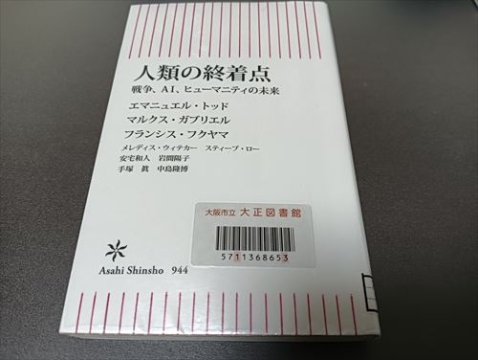 人類の終着点
戦争、AI、ヒューマニティの未来
エマニュエル・トッド
マルクス・ガブリエル
フランシス・フクヤマ
メレディス・ウィテカー スティーブ・ロー
安宅和人 岩間陽子
手塚 眞 中島隆博
大阪市立 大正図書館
5711368653
Asahi Shinsho 944